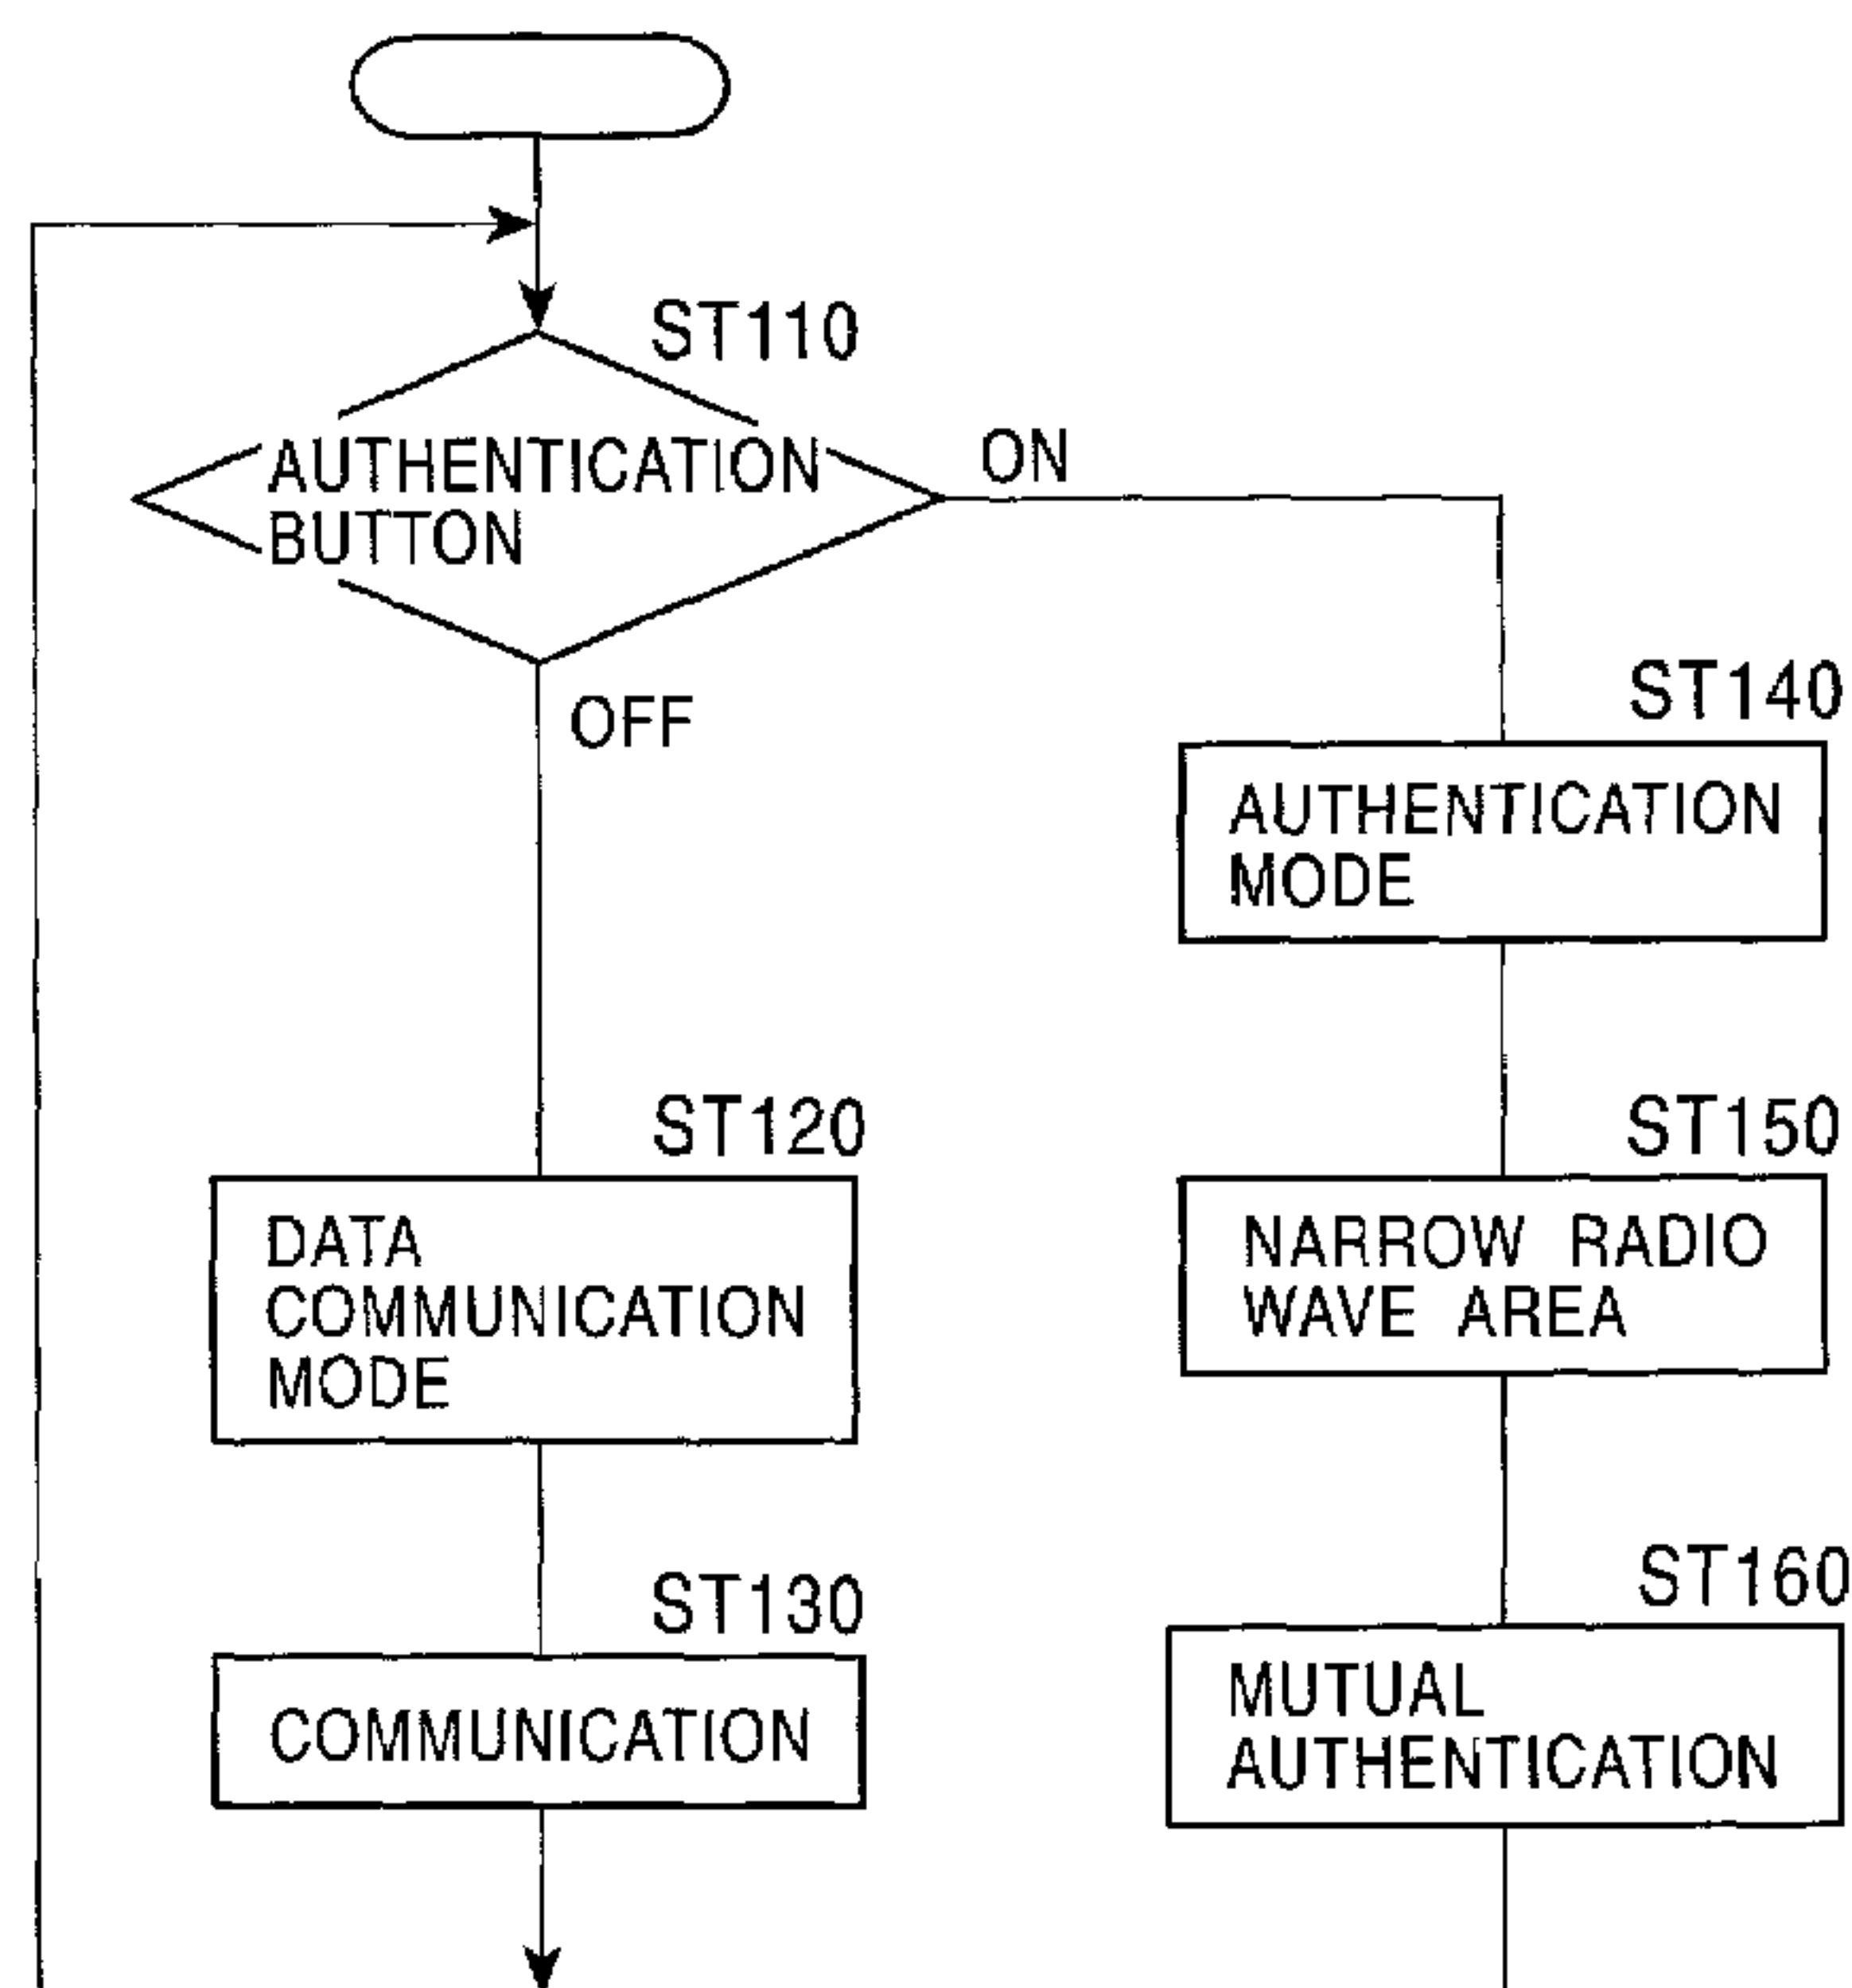 ST110
AUTHENTICATION
BUTTON
ON
OFF
ST140
AUTHENTICATION
MODE
ST120
DATA
COMMUNICATION
MODE
ST150
NARROW RADIO
WAVE AREA
ST130
COMMUNICATION
ST160
MUTUAL
AUTHENTICATION